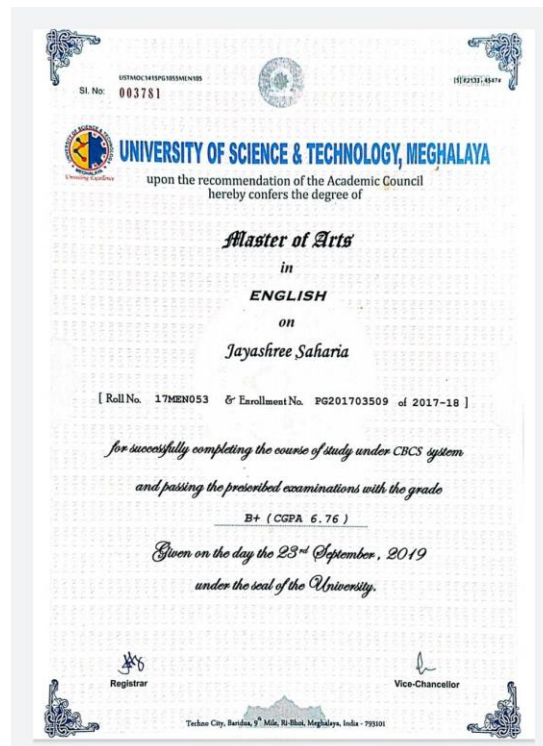 USTMOC1415PG1055MEN105
Sl. No: 003781
UNIVERSITY OF SCIENCE & TECHNOLOGY, MEGHALAYA
upon the recommendation of the Academic Council
hereby confers the degree of
Master of Arts
in
ENGLISH
on
Jayashree Saharia
[ Roll No. 17MEN053 & Enrollment No. PG201703509 of 2017-18 ]
for successfully completing the course of study under CBCS system
and passing the prescribed examinations with the grade
B+ (CGPA 6.76)
Given on the day the 23rd September, 2019
under the seal of the University.
Registrar Vice-Chancellor
Techno City, Baridua, 9th Mile, Ri-Bhoi, Meghalaya, India - 793101